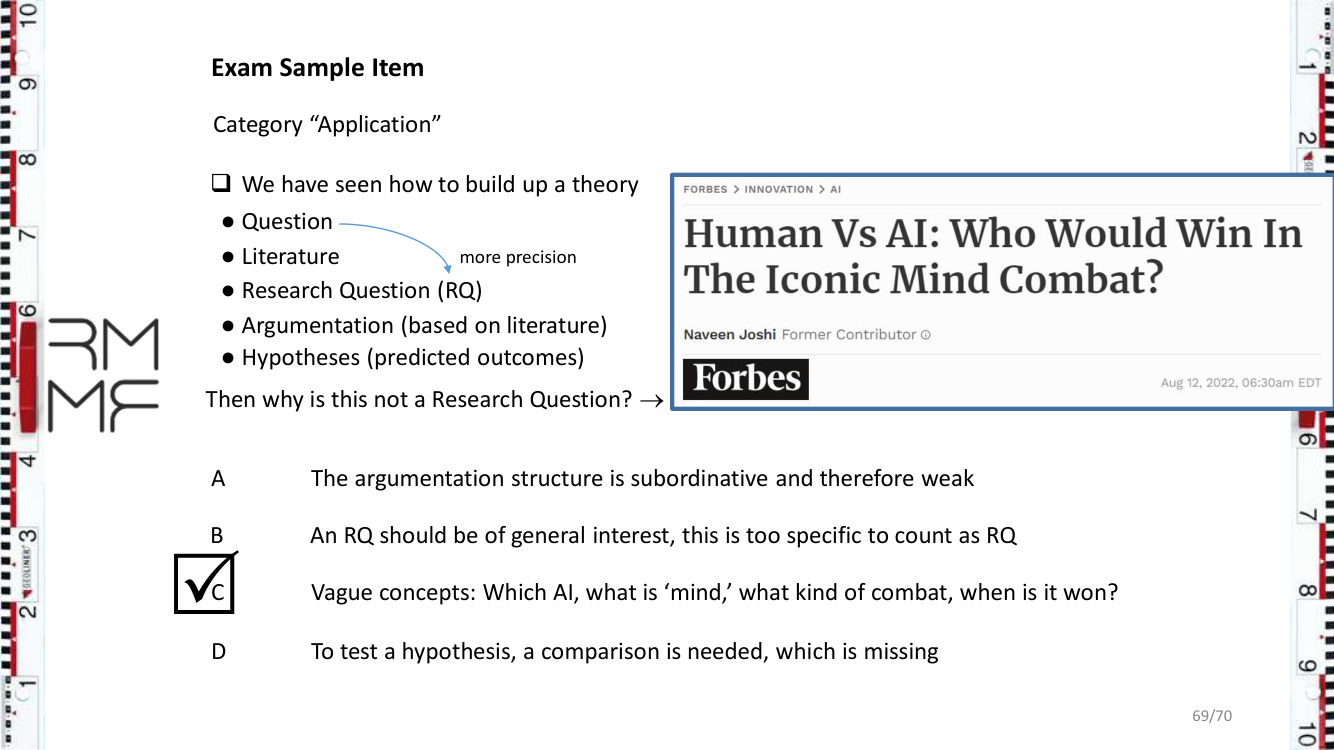 Exam Sample Item
Category “Application”
❑ We have seen how to build up a theory
● Question
● Literature
more precision
● Research Question (RQ)
● Argumentation (based on literature)
● Hypotheses (predicted outcomes)
Then why is this not a Research Question? →
FORBES > INNOVATION > AI
Human Vs AI: Who Would Win In
The Iconic Mind Combat?
Naveen Joshi Former Contributor
Forbes
Aug 12, 2022, 06:30am EDT
RM
MF
A The argumentation structure is subordinative and therefore weak
B An RQ should be of general interest, this is too specific to count as RQ
C Vague concepts: Which AI, what is ‘mind,’ what kind of combat, when is it won?
D To test a hypothesis, a comparison is needed, which is missing
69/70
10
9
8
7
6
4
3
GEOLINER
2
1
1
2
6
7
8
9
10